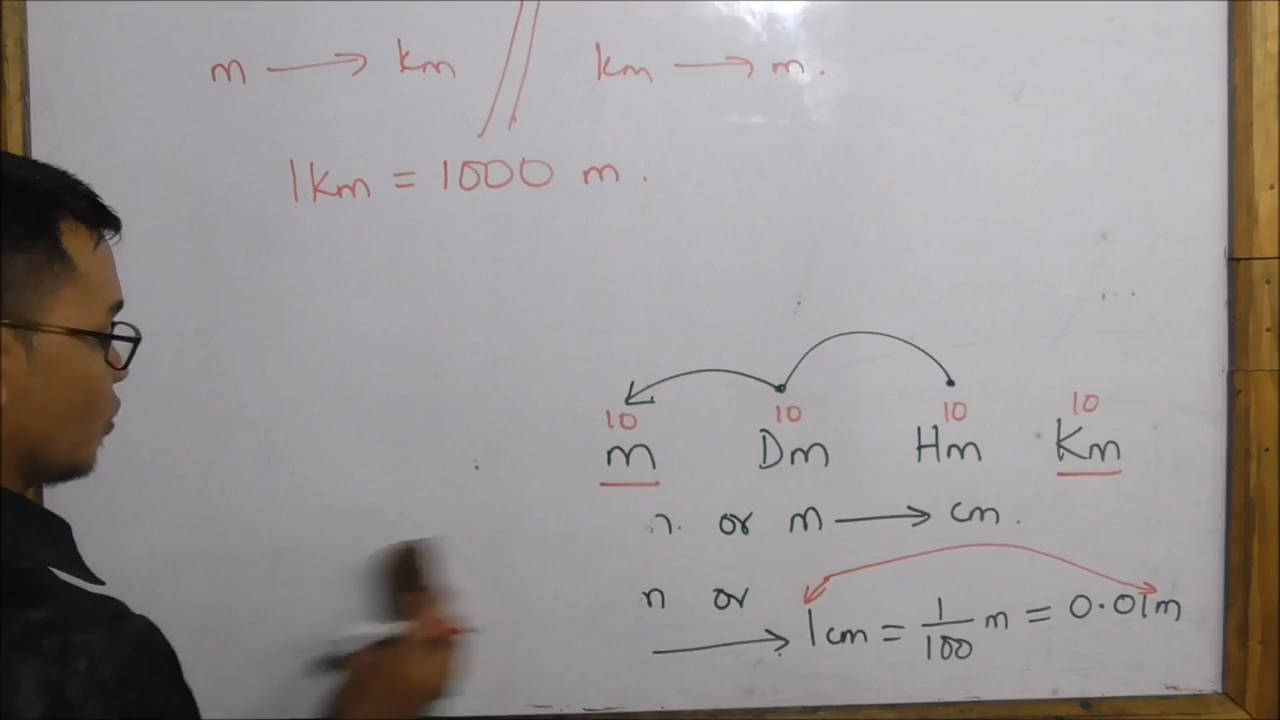 m → km // km → m.
1km = 1000 m.
10 10 10 10
m Dm Hm Km
or m → cm.
n or
→ 1cm = 1/100 m = 0.01m